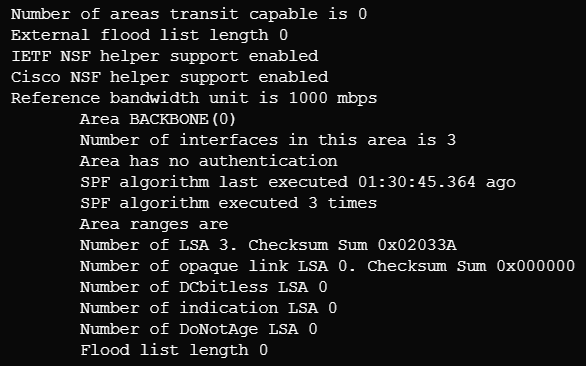 Number of areas transit capable is 0
External flood list length 0
IETF NSF helper support enabled
Cisco NSF helper support enabled
Reference bandwidth unit is 1000 mbps
Area BACKBONE(0)
Number of interfaces in this area is 3
Area has no authentication
SPF algorithm last executed 01:30:45.364 ago
SPF algorithm executed 3 times
Area ranges are
Number of LSA 3. Checksum Sum 0x02033A
Number of opaque link LSA 0. Checksum Sum 0x000000
Number of DCbitless LSA 0
Number of indication LSA 0
Number of DoNotAge LSA 0
Flood list length 0